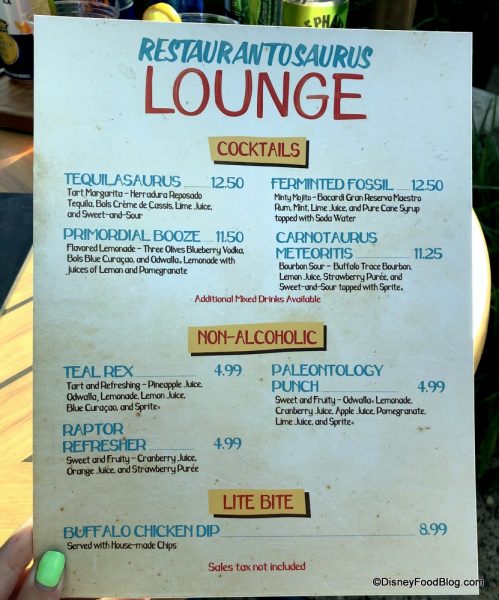 RESTAURANTOSAURUS
LOUNGE
COCKTAILS
TEQUILASAURUS 12.50
Tart Margarita – Herradura Reposado
Tequila, Bols Crème de Cassis, Lime Juice,
and Sweet-and-Sour
PRIMORDIAL BOOZE 11.50
Flavored Lemonade – Three Olives Blueberry Vodka,
Bols Blue Curaçao, and Odwalla® Lemonade with
juices of Lemon and Pomegranate
FERMINTED FOSSIL 12.50
Minty Mojito – Bacardi Gran Reserva Maestro
Rum, Mint, Lime Juice, and Pure Cane Syrup
topped with Soda Water
CARNOTAURUS
METEORITIS 11.25
Bourbon Sour – Buffalo Trace Bourbon,
Lemon Juice, Strawberry Purée, and
Sweet-and-Sour topped with Sprite®
Additional Mixed Drinks Available
NON-ALCOHOLIC
TEAL REX 4.99
Tart and Refreshing – Pineapple Juice,
Odwalla® Lemonade, Lemon Juice,
Blue Curaçao, and Sprite®
RAPTOR
REFRESHER 4.99
Sweet and Fruity – Cranberry Juice,
Orange Juice, and Strawberry Purée
PALEONTOLOGY
PUNCH 4.99
Sweet and Fruity – Odwalla® Lemonade,
Cranberry Juice, Apple Juice, Pomegranate,
Lime Juice, and Sprite®
LITE BITE
BUFFALO CHICKEN DIP 8.99
Served with House-made Chips
Sales tax not included
©DisneyFoodBlog.com